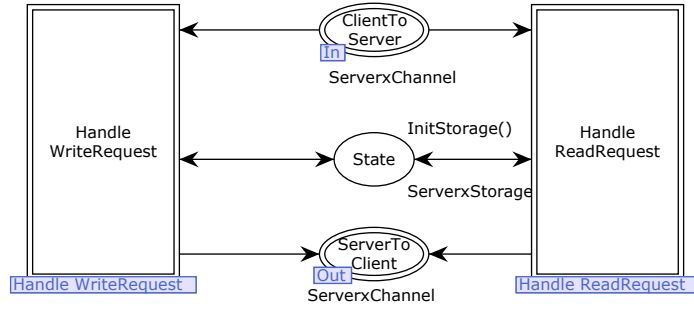 ClientTo
Server
In
ServerxChannel
Handle
WriteRequest
InitStorage()
State
ServerxStorage
Handle
ReadRequest
ServerTo
Client
Out
ServerxChannel
Handle WriteRequest
Handle ReadRequest